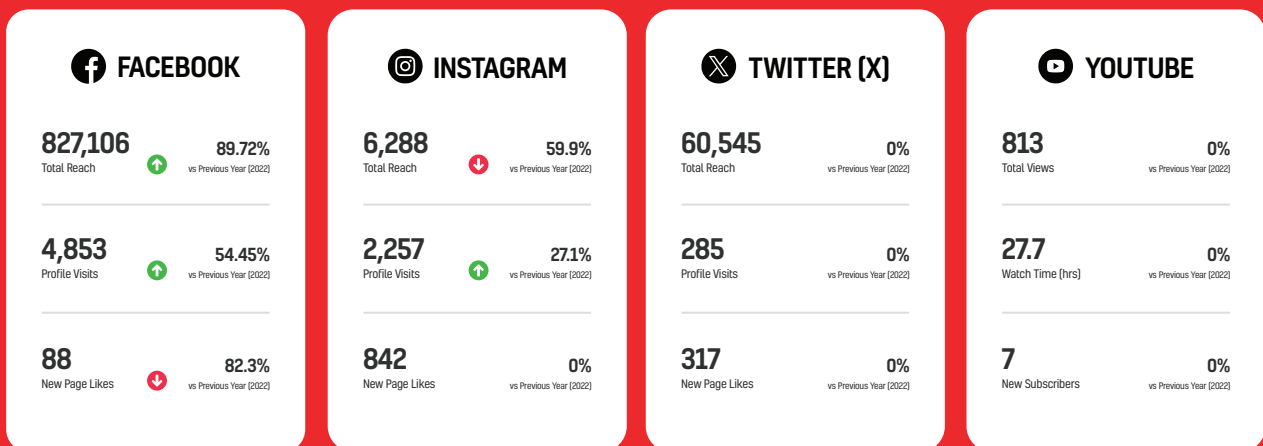 FACEBOOK
827,106
Total Reach
89.72%
vs Previous Year (2022)
4,853
Profile Visits
54.45%
vs Previous Year (2022)
88
New Page Likes
82.3%
vs Previous Year (2022)
INSTAGRAM
6,288
Total Reach
59.9%
vs Previous Year (2022)
2,257
Profile Visits
27.1%
vs Previous Year (2022)
842
New Page Likes
0%
vs Previous Year (2022)
TWITTER (X)
60,545
Total Reach
0%
vs Previous Year (2022)
285
Profile Visits
0%
vs Previous Year (2022)
317
New Page Likes
0%
vs Previous Year (2022)
YOUTUBE
813
Total Views
0%
vs Previous Year (2022)
27.7
Watch Time (hrs)
0%
vs Previous Year (2022)
7
New Subscribers
0%
vs Previous Year (2022)